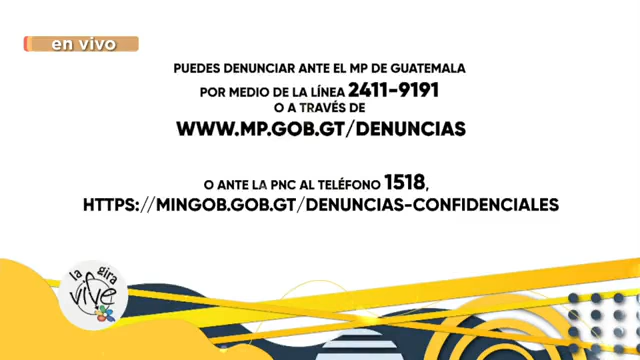 en vivo
PUEDES DENUNCIAR ANTE EL MP DE GUATEMALA
POR MEDIO DE LA LÍNEA 2411-9191
O A TRAVÉS DE
WWW.MP.GOB.GT/DENUNCIAS
O ANTE LA PNC AL TELÉFONO 1518,
HTTPS://MINGOB.GOB.GT/DENUNCIAS-CONFIDENCIALES
la gira
vive